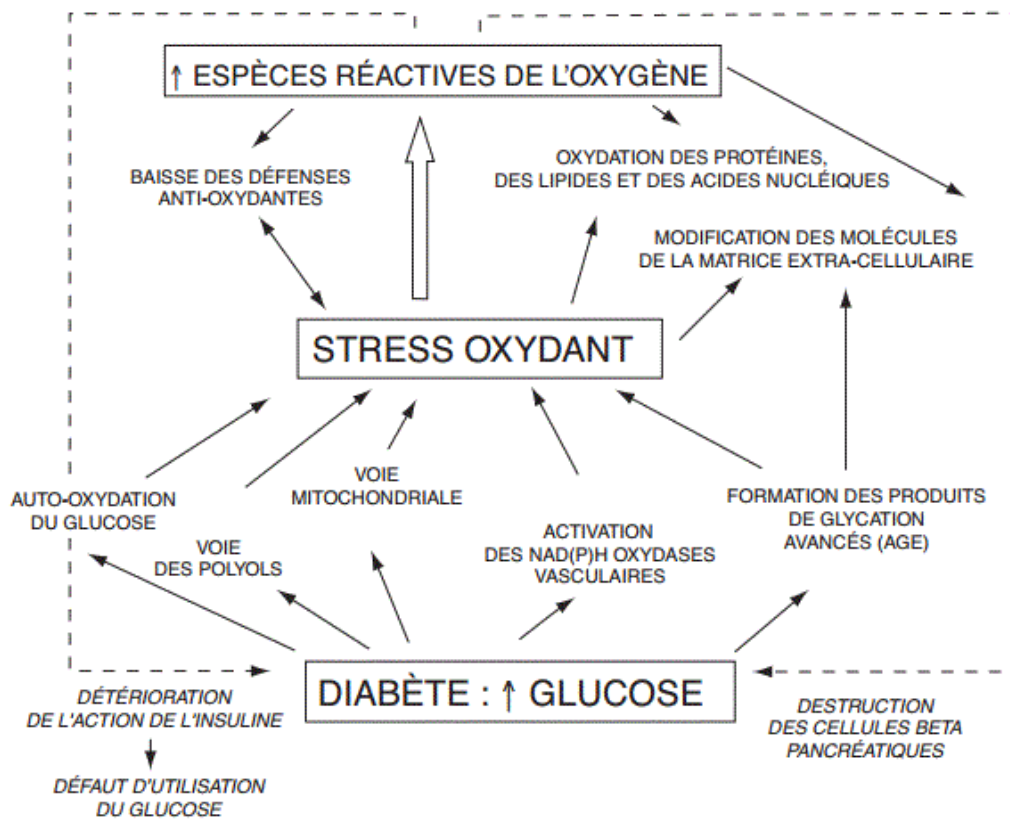 ↑ ESPÈCES RÉACTIVES DE L'OXYGÈNE
BAISSE DES DÉFENSES
ANTI-OXYDANTES
OXYDATION DES PROTÉINES,
DES LIPIDES ET DES ACIDES NUCLÉIQUES
MODIFICATION DES MOLÉCULES
DE LA MATRICE EXTRA-CELLULAIRE
STRESS OXYDANT
AUTO-OXYDATION
DU GLUCOSE
VOIE
DES POLYOLS
VOIE
MITOCHONDRIALE
ACTIVATION
DES NAD(P)H OXYDASES
VASCULAIRES
FORMATION DES PRODUITS
DE GLYCATION
AVANCÉS (AGE)
DIABÈTE : ↑ GLUCOSE
DÉTÉRIORATION
DE L'ACTION DE L'INSULINE
DÉFAUT D'UTILISATION
DU GLUCOSE
DESTRUCTION
DES CELLULES BETA
PANCRÉATIQUES